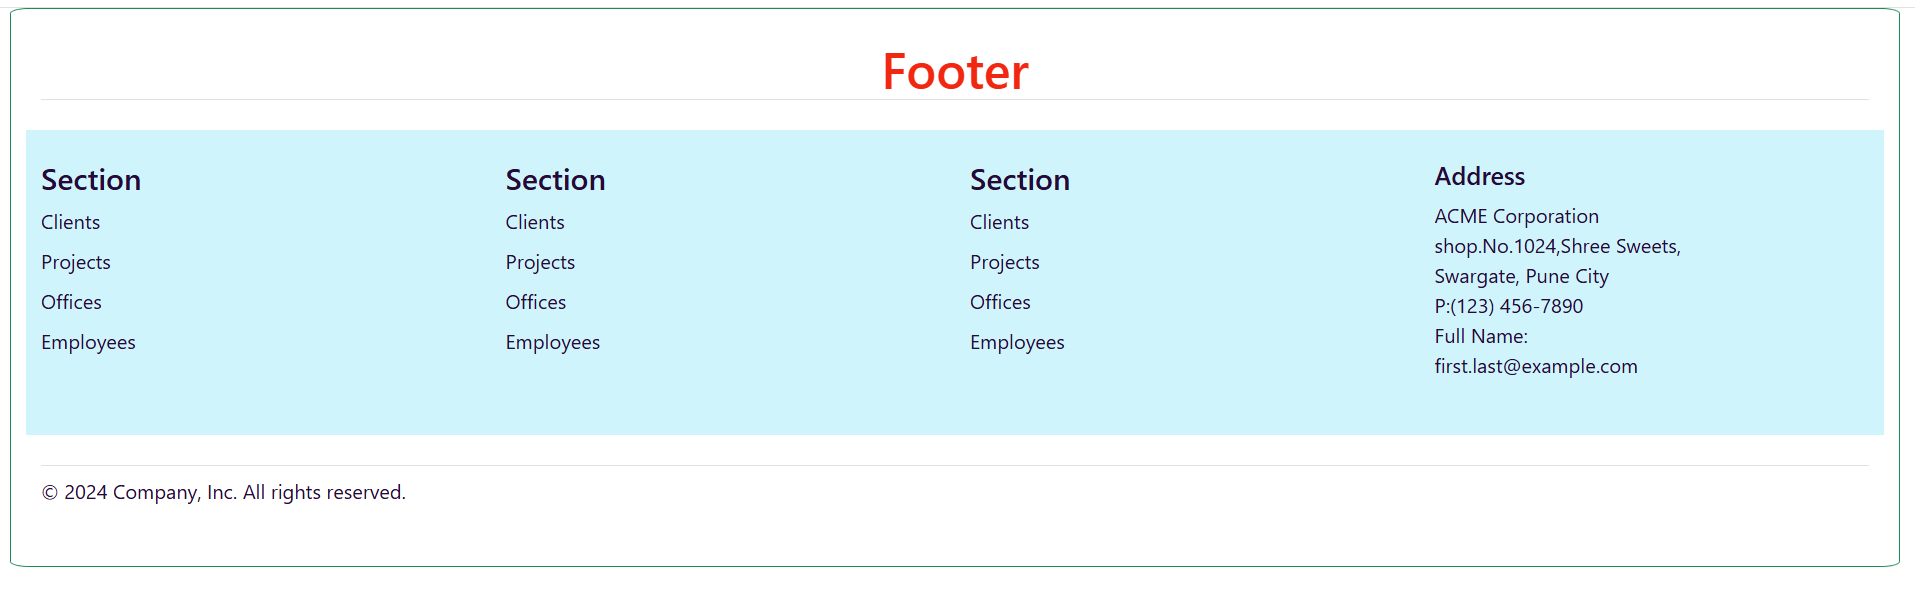 Footer
Section
Clients
Projects
Offices
Employees
Section
Clients
Projects
Offices
Employees
Section
Clients
Projects
Offices
Employees
Address
ACME Corporation
shop.No.1024,Shree Sweets,
Swargate, Pune City
P:(123) 456-7890
Full Name:
first.last@example.com
© 2024 Company, Inc. All rights reserved.